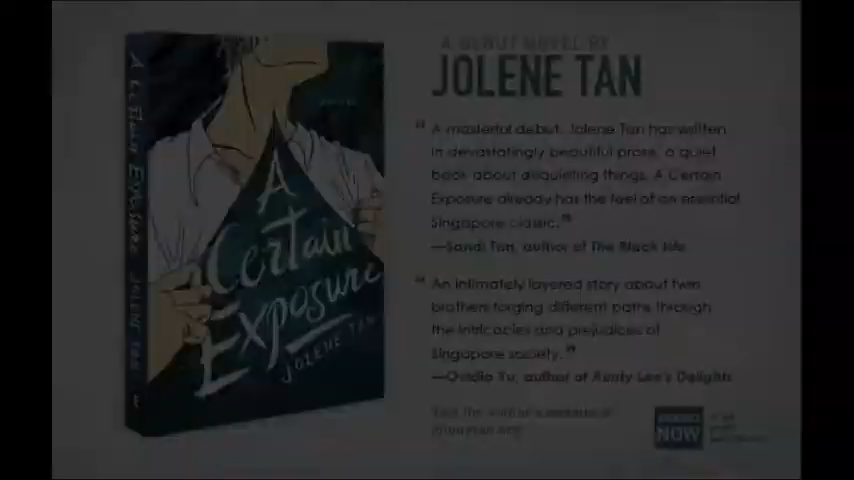 A Certain Exposure JOLENE TAN
A
Certain
Exposure
JOLENE TAN
A DEBUT NOVEL BY
JOLENE TAN
“ A masterful debut. Jolene Tan has written
in devastatingly beautiful prose, a quiet
book about disquieting things. A Certain
Exposure already has the feel of an essential
Singapore classic.”
—Sandi Tan, author of The Black Isle
“ An intimately layered story about twin
brothers forging different paths through
the intricacies and prejudices of
Singapore society.”
—Ovidia Yu, author of Aunty Lee's Delights
NOW